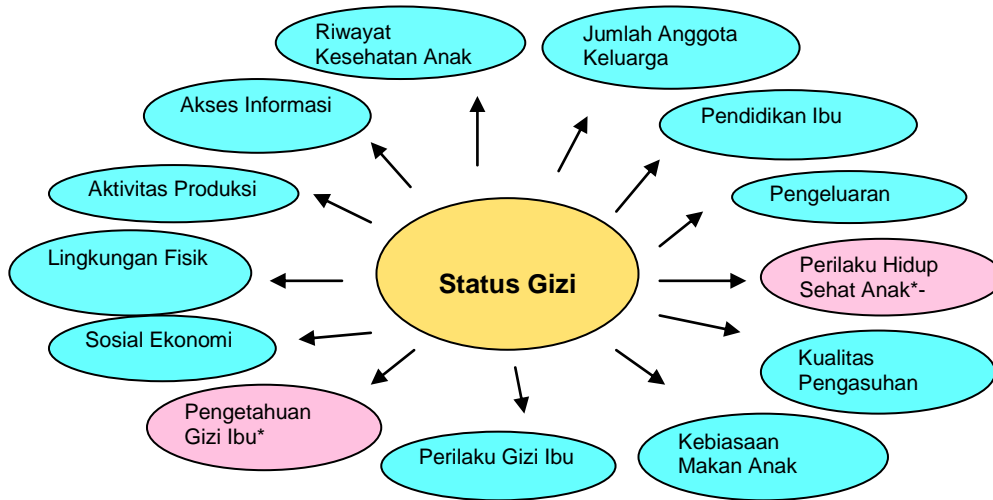 Riwayat
Kesehatan Anak
Jumlah Anggota
Keluarga
Akses Informasi
Pendidikan Ibu
Aktivitas Produksi
Pengeluaran
Lingkungan Fisik
Status Gizi
Perilaku Hidup
Sehat Anak*-
Sosial Ekonomi
Kualitas
Pengasuhan
Pengetahuan
Gizi Ibu*
Perilaku Gizi Ibu
Kebiasaan
Makan Anak